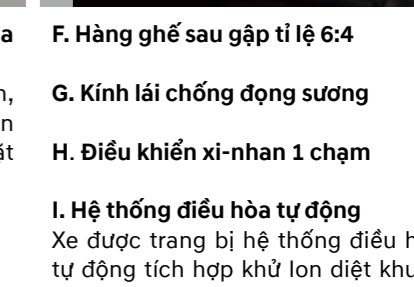 F. Hàng ghế sau gập tỉ lệ 6:4
G. Kính lái chống đọng sương
H. Điều khiển xi-nhan 1 chạm
I. Hệ thống điều hòa tự động
Xe được trang bị hệ thống điều
tự động tích hợp khử lon diệt